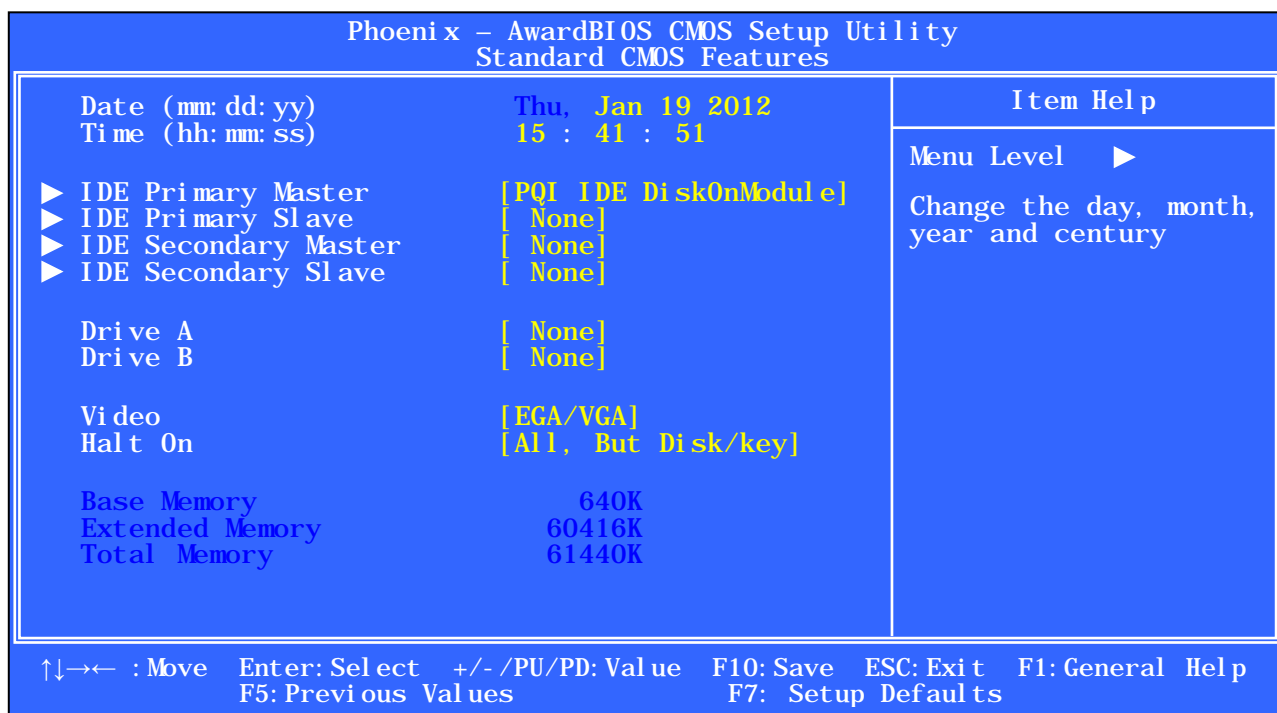 Phoenix – AwardBIOS CMOS Setup Utility
Standard CMOS Features
Date (mm:dd:yy) Thu, Jan 19 2012
Time (hh:mm:ss) 15 : 41 : 51
▶ IDE Primary Master [PQI IDE DiskOnModule]
▶ IDE Primary Slave [ None]
▶ IDE Secondary Master [ None]
▶ IDE Secondary Slave [ None]
Drive A [ None]
Drive B [ None]
Video [EGA/VGA]
Halt On [All, But Disk/key]
Base Memory 640K
Extended Memory 60416K
Total Memory 61440K
Item Help
Menu Level ▶
Change the day, month,
year and century
↑↓→← :Move Enter:Select +/-/PU/PD:Value F10:Save ESC:Exit F1:General Help
F5:Previous Values F7: Setup Defaults